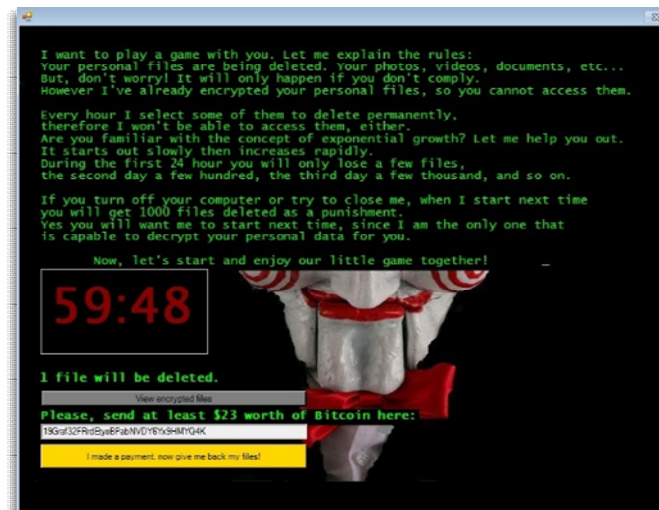 I want to play a game with you. Let me explain the rules:
Your personal files are being deleted. Your photos, videos, documents, etc...
But, don't worry! It will only happen if you don't comply.
However I've already encrypted your personal files, so you cannot access them.
Every hour I select some of them to delete permanently,
therefore I won't be able to access them, either.
Are you familiar with the concept of exponential growth? Let me help you out.
It starts out slowly then increases rapidly.
During the first 24 hour you will only lose a few files,
the second day a few hundred, the third day a few thousand, and so on.
If you turn off your computer or try to close me, when I start next time
you will get 1000 files deleted as a punishment.
Yes you will want me to start next time, since I am the only one that
is capable to decrypt your personal data for you.
Now, let's start and enjoy our little game together!
59:48
1 file will be deleted.
View encrypted files
Please, send at least $23 worth of Bitcoin here:
I made a payment, now give me back my files!